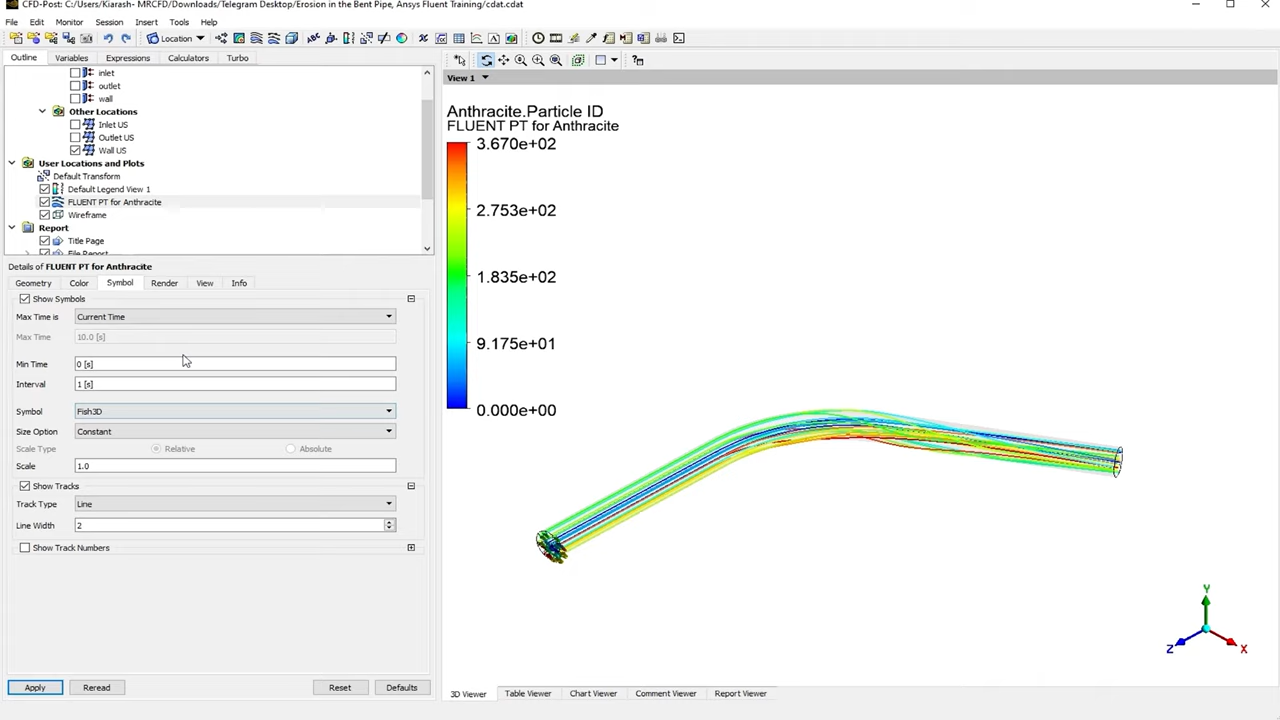 CFD-Post: C:/Users/Kiarash- MRCFD/Downloads/Telegram Desktop/Erosion in the Bent Pipe, Ansys Fluent Training/cdat.cdat
File Edit Monitor Session Insert Tools Help
Location
Outline Variables Expressions Calculators Turbo
View 1
inlet
outlet
wall
Other Locations
Inlet US
Outlet US
Wall US
User Locations and Plots
Default Transform
Default Legend View 1
FLUENT PT for Anthracite
Wireframe
Report
Title Page
File Report
Details of FLUENT PT for Anthracite
Geometry Color Symbol Render View Info
Show Symbols
Max Time is Current Time
Max Time 10.0 [s]
Min Time 0 [s]
Interval 1 [s]
Symbol Fish3D
Size Option Constant
Scale Type Relative Absolute
Scale 1.0
Show Tracks
Track Type Line
Line Width 2
Show Track Numbers
Apply Reread Reset Defaults
Anthracite.Particle ID
FLUENT PT for Anthracite
3.670e+02
2.753e+02
1.835e+02
9.175e+01
0.000e+00
Y
Z X
3D Viewer Table Viewer Chart Viewer Comment Viewer Report Viewer